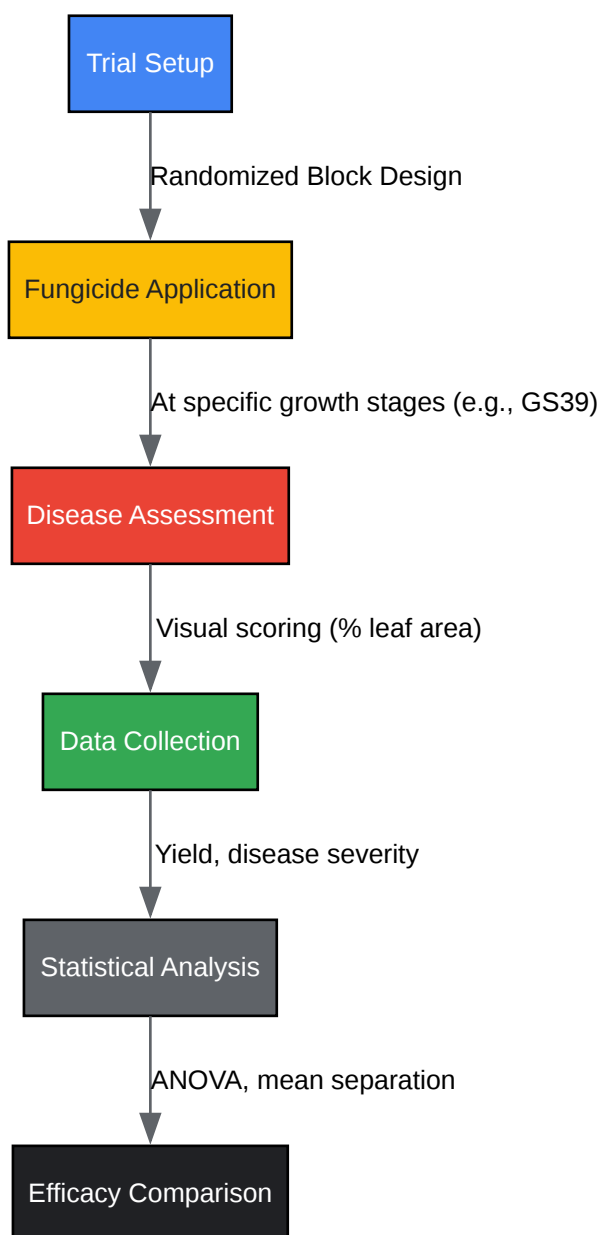 Trial Setup
Randomized Block Design
Fungicide Application
At specific growth stages (e.g., GS39)
Disease Assessment
Visual scoring (% leaf area)
Data Collection
Yield, disease severity
Statistical Analysis
ANOVA, mean separation
Efficacy Comparison